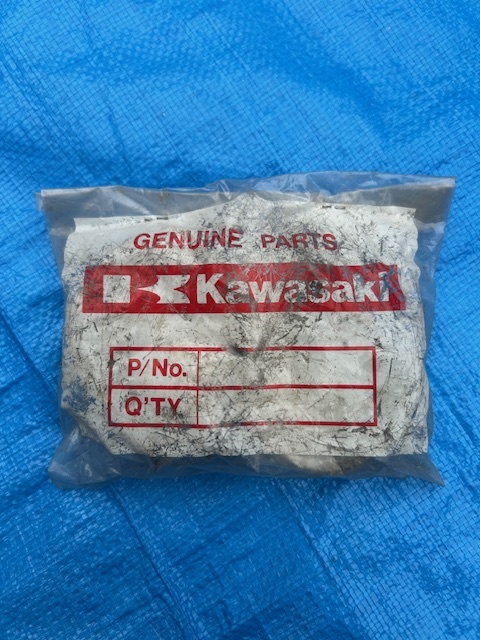 GENUINE PARTS
Kawasaki
P/No.
Q'TY